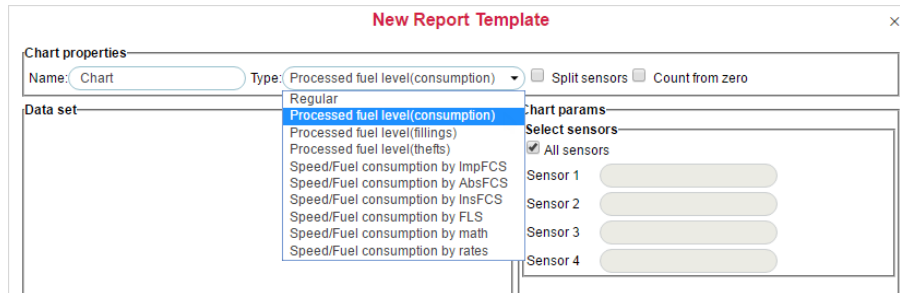 New Report Template
×
Chart properties
Name: Chart Type: Processed fuel level(consumption) Split sensors Count from zero
Regular
Processed fuel level(consumption)
Processed fuel level(fillings)
Processed fuel level(thefts)
Speed/Fuel consumption by ImpFCS
Speed/Fuel consumption by AbsFCS
Speed/Fuel consumption by InsFCS
Speed/Fuel consumption by FLS
Speed/Fuel consumption by math
Speed/Fuel consumption by rates
Data set
Chart params
Select sensors
All sensors
Sensor 1
Sensor 2
Sensor 3
Sensor 4